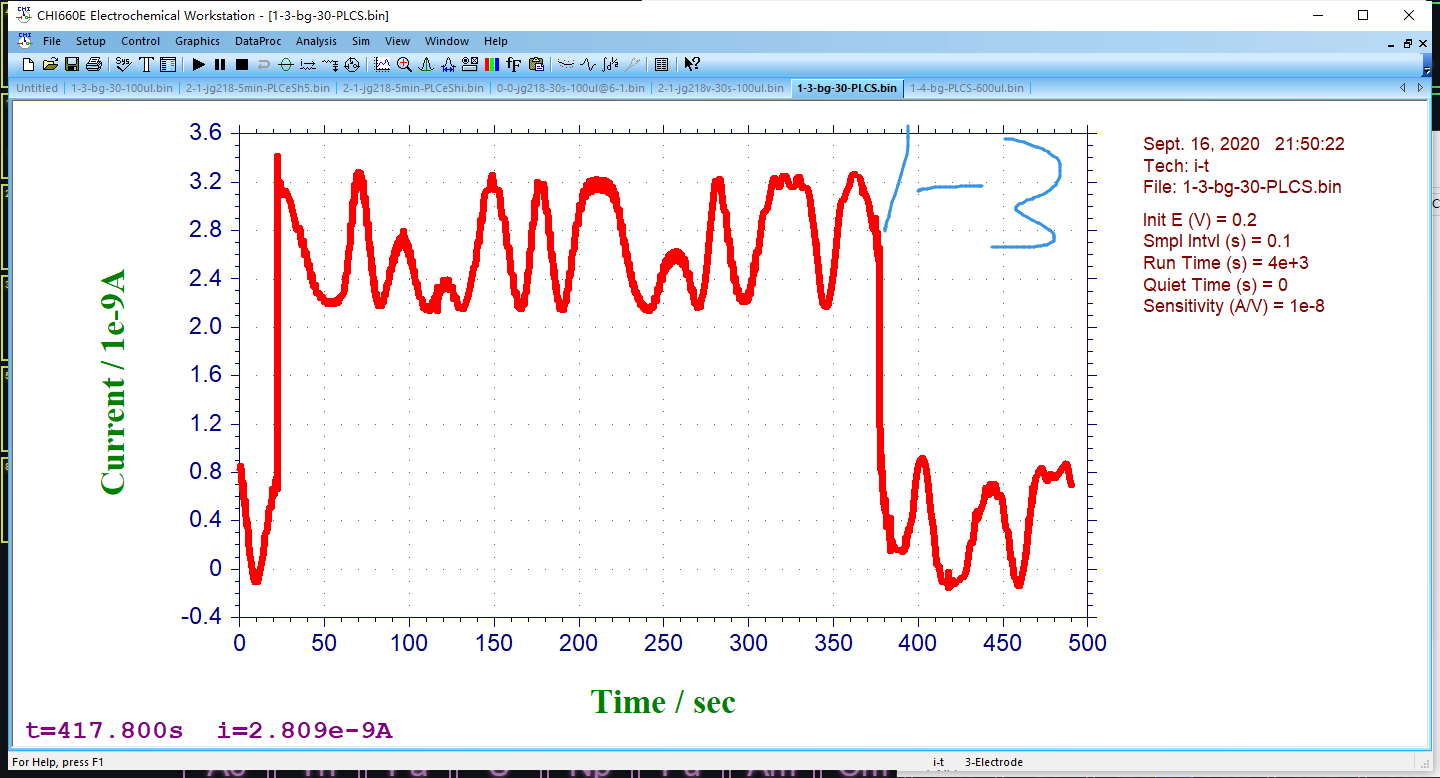 CHI660E Electrochemical Workstation - [1-3-bg-30-PLCS.bin]
File Setup Control Graphics DataProc Analysis Sim View Window Help
Untitled 1-3-bg-30-100ul.bin 2-1-jg218-5min-PLCeSh5.bin 2-1-jg218-5min-PLCeShi.bin 0-0-jg218-30s-100ul@6-1.bin 2-1-jg218v-30s-100ul.bin 1-3-bg-30-PLCS.bin 1-4-bg-PLCS-600ul.bin
1-3
Sept. 16, 2020 21:50:22
Tech: i-t
File: 1-3-bg-30-PLCS.bin
Init E (V) = 0.2
Smpl Intvl (s) = 0.1
Run Time (s) = 4e+3
Quiet Time (s) = 0
Sensitivity (A/V) = 1e-8
Current / 1e-9A
3.6
3.2
2.8
2.4
2.0
1.6
1.2
0.8
0.4
0
-0.4
0 50 100 150 200 250 300 350 400 450 500
Time / sec
t=417.800s i=2.809e-9A
For Help, press F1
i-t 3-Electrode